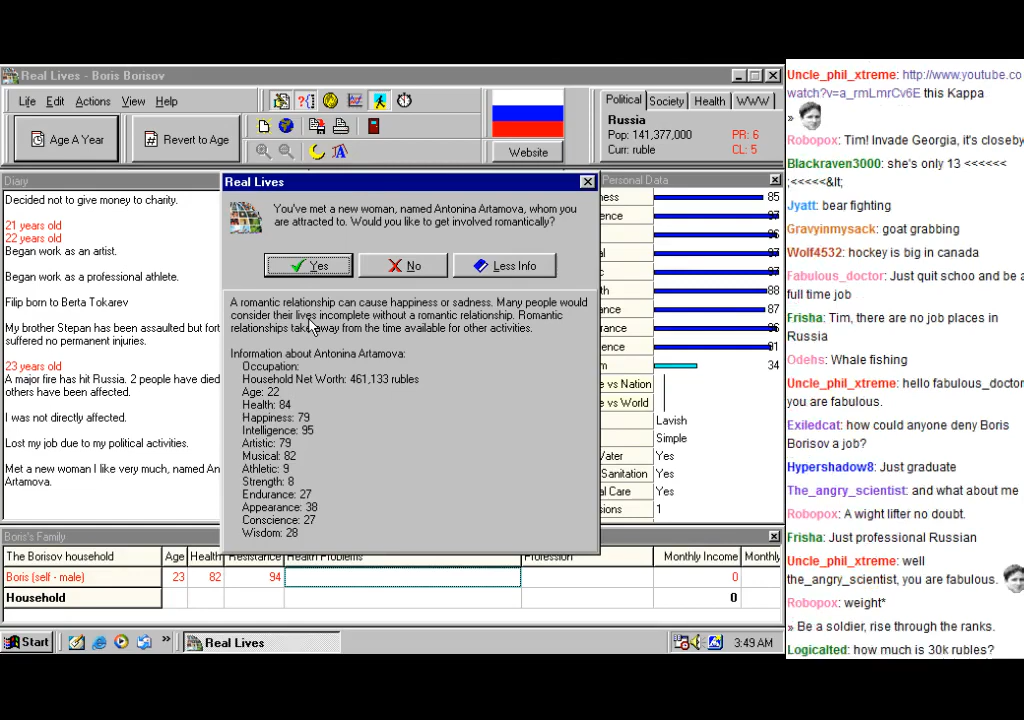 Real Lives - Boris Borisov
Life Edit Actions View Help
Age A Year
Revert to Age
Website
Political Society Health WWW
Russia
Pop: 141,377,000 PR: 6
Curr: ruble CL: 5
Diary
Decided not to give money to charity.
21 years old
22 years old
Began work as an artist.
Began work as a professional athlete.
Filip born to Berta Tokarev
My brother Stepan has been assaulted but fort
suffered no permanent injuries.
23 years old
A major fire has hit Russia. 2 people have died
others have been affected.
I was not directly affected.
Lost my job due to my political activities.
Met a new woman I like very much, named An
Artamova.
Real Lives
You've met a new woman, named Antonina Artamova, whom you
are attracted to. Would you like to get involved romantically?
Yes No Less Info
A romantic relationship can cause happiness or sadness. Many people would
consider their lives incomplete without a romantic relationship. Romantic
relationships take away from the time available for other activities.
Information about Antonina Artamova:
Occupation:
Household Net Worth: 461,133 rubles
Age: 22
Health: 84
Happiness: 79
Intelligence: 95
Artistic: 79
Musical: 82
Athletic: 9
Strength: 8
Endurance: 27
Appearance: 38
Conscience: 27
Wisdom: 28
Personal Data
ness 85
ence 97
96
97
c 97
th 88
nce 87
rance 96
ence 81
m 34
e vs Nation
e vs World
Lavish
Simple
Water Yes
Sanitation Yes
al Care Yes
sions 1
Boris's Family
The Borisov household Age Health Resistance Health Problems Profession Monthly Income Monthly
Boris (self - male) 23 82 94 0
Household 0
Start
»
Real Lives
3:49 AM
Uncle_phil_xtreme: http://www.youtube.co
watch?v=a_rmLmrCv6E this Kappa
»
Robopox: Tim! Invade Georgia, it's closeby
Blackraven3000: she's only 13 <<<<<<
;<<<<<&lt;
Jyatt: bear fighting
Gravyinmysack: goat grabbing
Wolf4532: hockey is big in canada
Fabulous_doctor: Just quit schoo and be a
full time job
Frisha: Tim, there are no job places in
Russia
Odehs: Whale fishing
Uncle_phil_xtreme: hello fabulous_doctor
you are fabulous.
Exiledcat: how could anyone deny Boris
Borisov a job?
Hypershadow8: Just graduate
The_angry_scientist: and what about me
Robopox: A wight lifter no doubt.
Frisha: Just professional Russian
Uncle_phil_xtreme: well
the_angry_scientist, you are fabulous.
Robopox: weight*
» Be a soldier, rise through the ranks.
Logicalted: how much is 30k rubles?